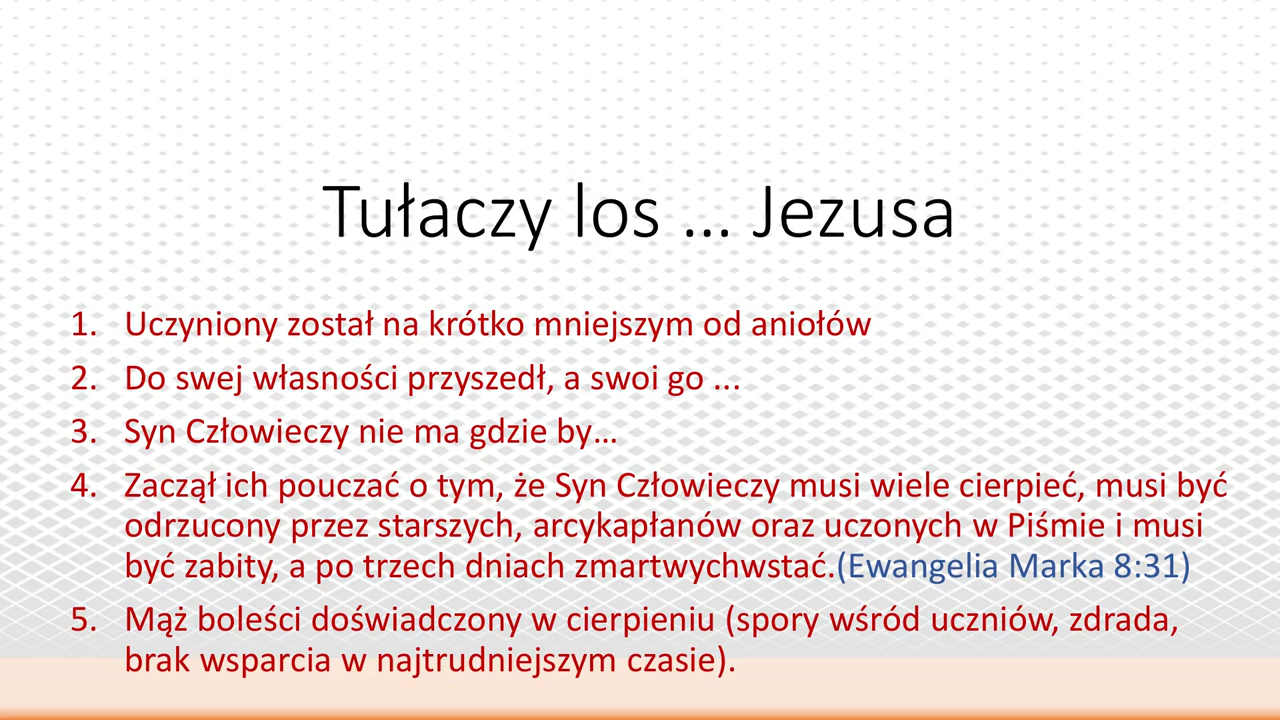 Tułaczy los ... Jezusa
1. Uczyniony został na krótko mniejszym od aniołów
2. Do swej własności przyszedł, a swoi go ...
3. Syn Człowieczy nie ma gdzie by...
4. Zaczął ich pouczać o tym, że Syn Człowieczy musi wiele cierpieć, musi być
odrzucony przez starszych, arcykapłanów oraz uczonych w Piśmie i musi
być zabity, a po trzech dniach zmartwychwstać.(Ewangelia Marka 8:31)
5. Mąż boleści doświadczony w cierpieniu (spory wśród uczniów, zdrada,
brak wsparcia w najtrudniejszym czasie).